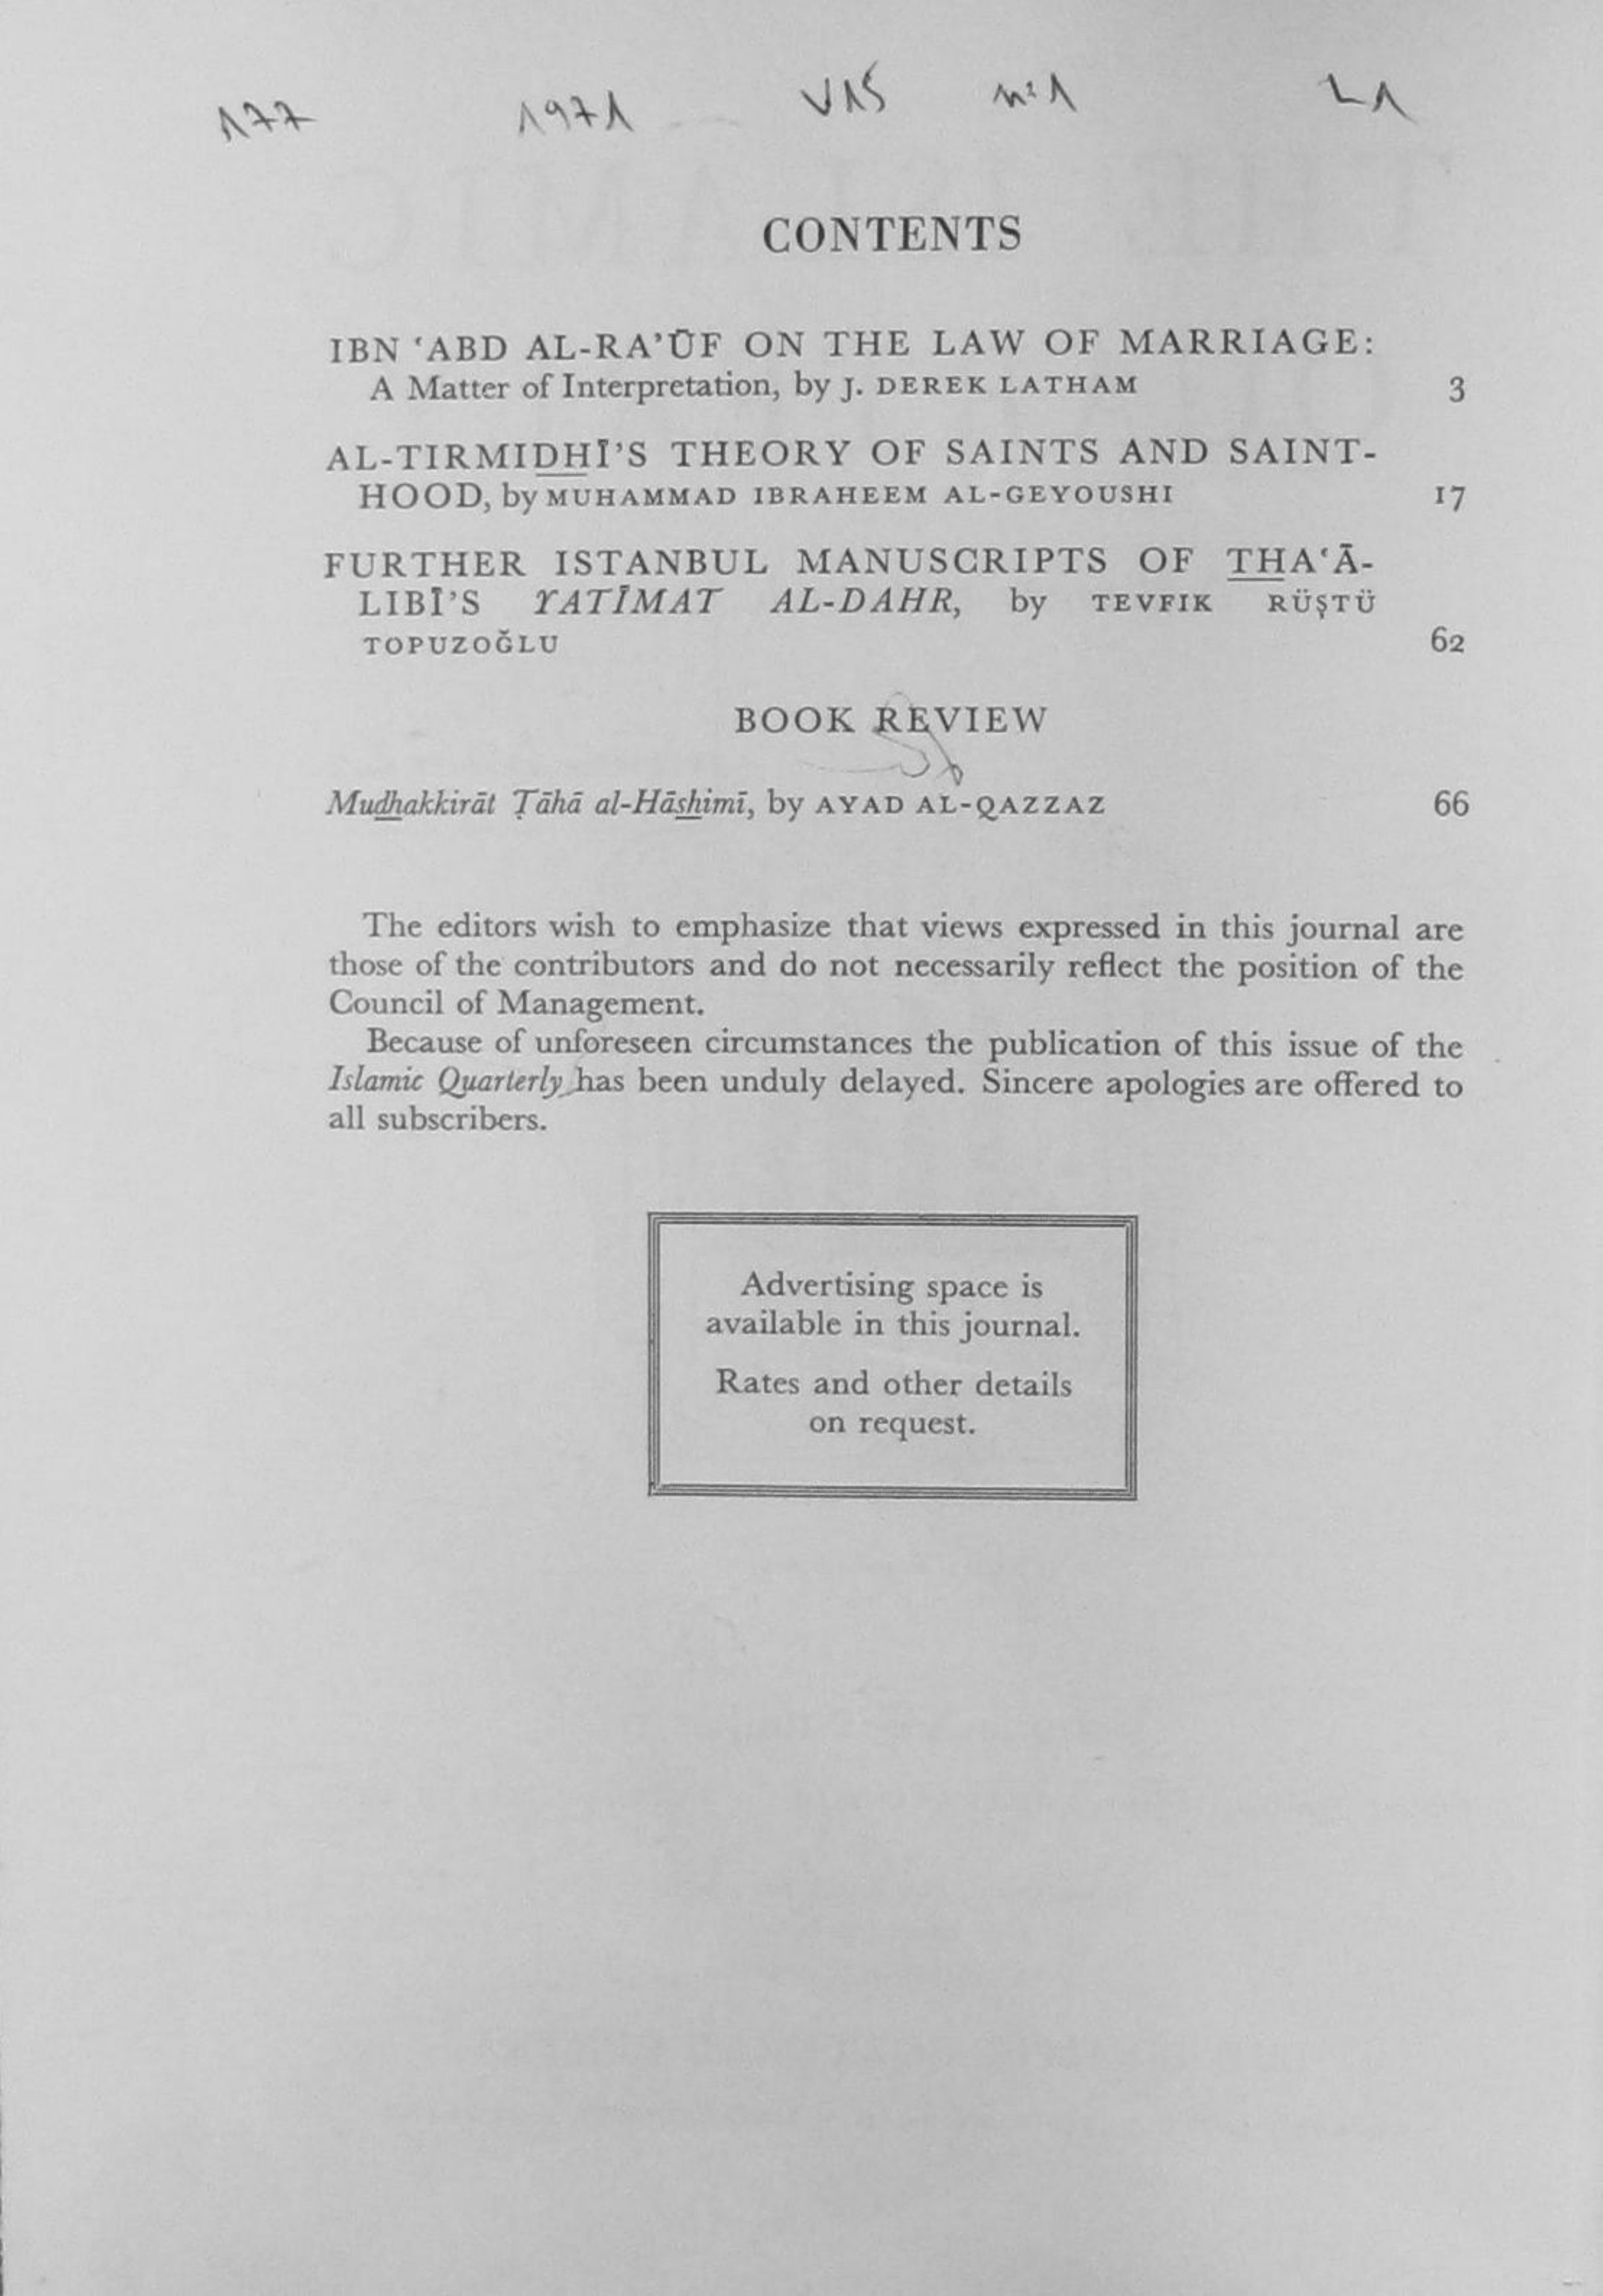 177 1971 V15 n°1
CONTENTS
IBN ‘ABD AL-RA’ŪF ON THE LAW OF MARRIAGE:
A Matter of Interpretation, by J. DEREK LATHAM 3
AL-TIRMIDHĪ’S THEORY OF SAINTS AND SAINT-
HOOD, by MUHAMMAD IBRAHEEM AL-GEYOUSHI 17
FURTHER ISTANBUL MANUSCRIPTS OF THA‘Ā-
LIBĪ’S YATĪMAT AL-DAHR, by TEVFIK RÜŞTÜ
TOPUZOĞLU 62
BOOK REVIEW
Mudhakkirāt Ṭāhā al-Hāshimī, by AYAD AL-QAZZAZ 66
The editors wish to emphasize that views expressed in this journal are
those of the contributors and do not necessarily reflect the position of the
Council of Management.
Because of unforeseen circumstances the publication of this issue of the
Islamic Quarterly has been unduly delayed. Sincere apologies are offered to
all subscribers.
Advertising space is
available in this journal.
Rates and other details
on request.